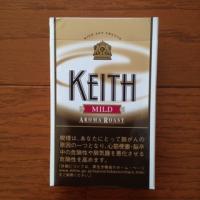 KEITH
MILD
AROMA ROAST
喫煙は、あなたにとって肺がんの
原因の一つとなり、心筋梗塞・脳卒
中の危険性や肺気腫を悪化させる
危険性を高めます。